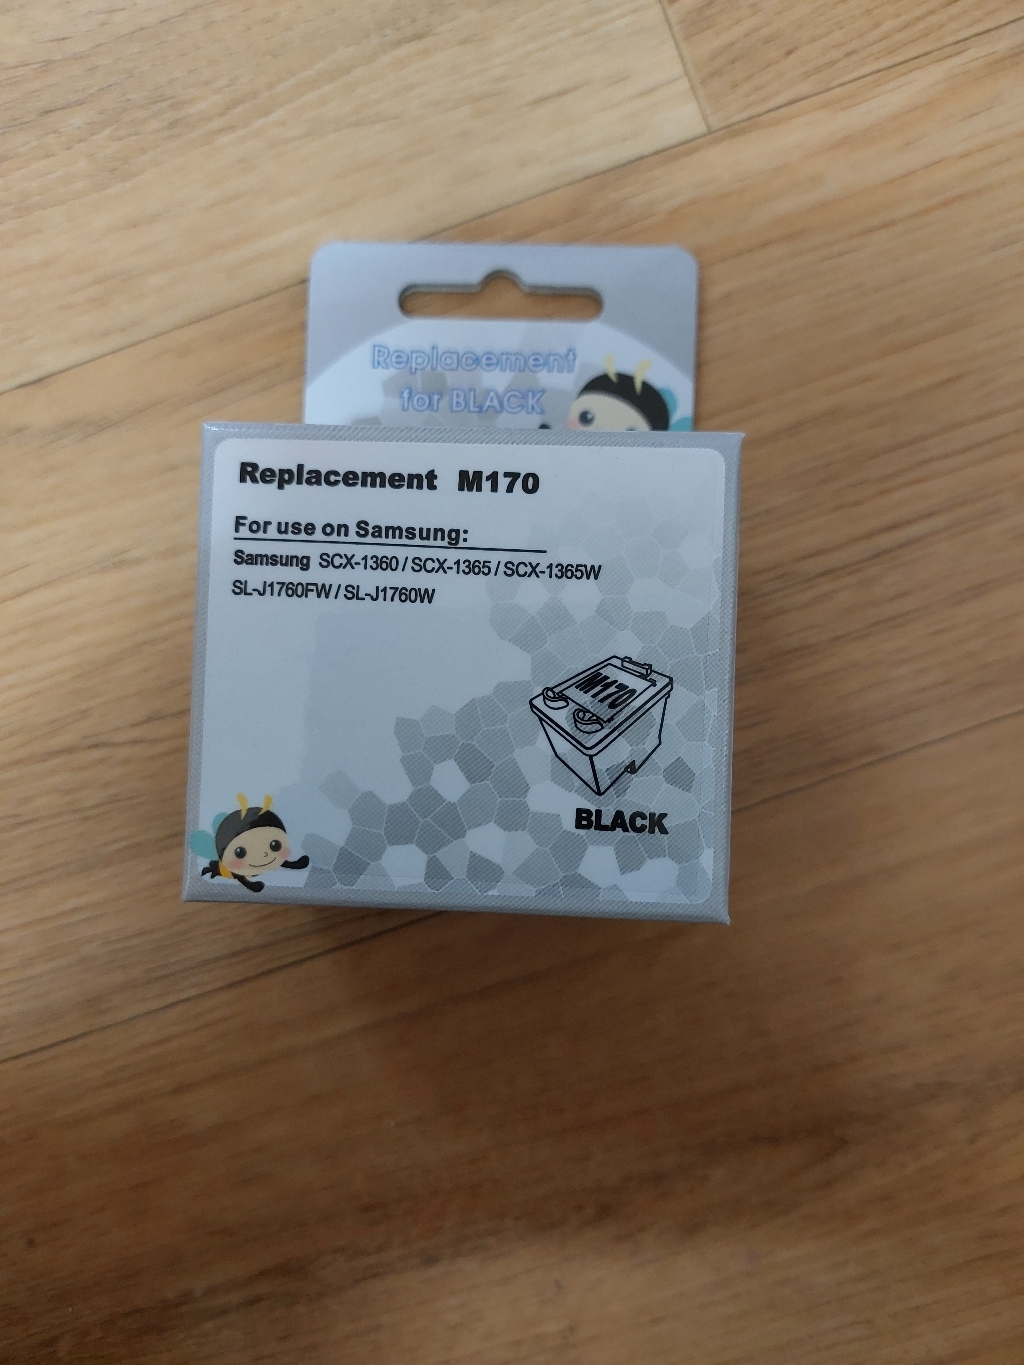 Replacement
for BLACK
Replacement M170
For use on Samsung:
Samsung SCX-1360 / SCX-1365 / SCX-1365W
SL-J1760FW / SL-J1760W
M170
BLACK